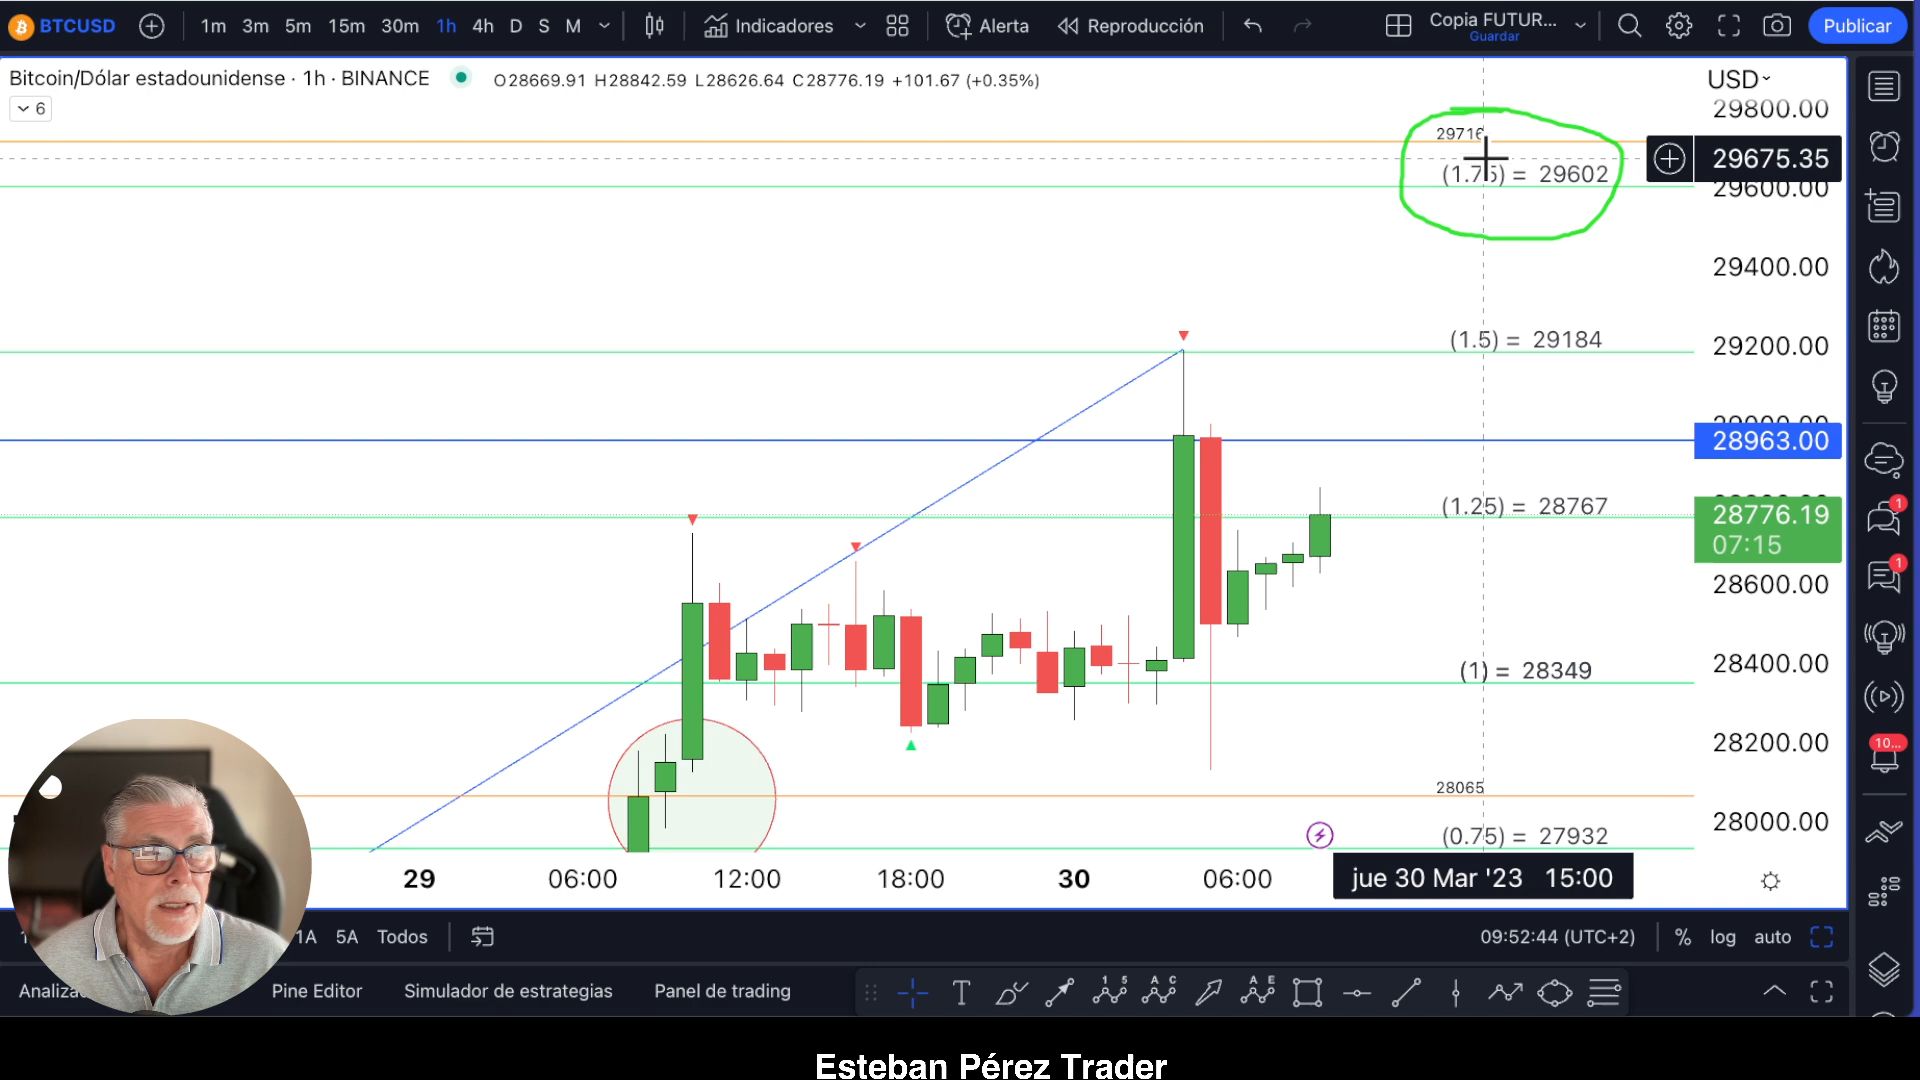 BTCUSD 1m 3m 5m 15m 30m 1h 4h D S M Indicadores Alerta Reproducción Copia FUTUR... Guardar Publicar
Bitcoin/Dólar estadounidense · 1h · BINANCE O28669.91 H28842.59 L28626.64 C28776.19 +101.67 (+0.35%) USD
6
29800.00
29716
29675.35
(1.75) = 29602
29600.00
29400.00
(1.5) = 29184
29200.00
28963.00
(1.25) = 28767
28776.19
07:15
28600.00
(1) = 28349
28400.00
28200.00
28065
28000.00
(0.75) = 27932
29 06:00 12:00 18:00 30 06:00 jue 30 Mar '23 15:00
1A 5A Todos 09:52:44 (UTC+2) % log auto
Pine Editor Simulador de estrategias Panel de trading
1
1
10...
Esteban Pérez Trader